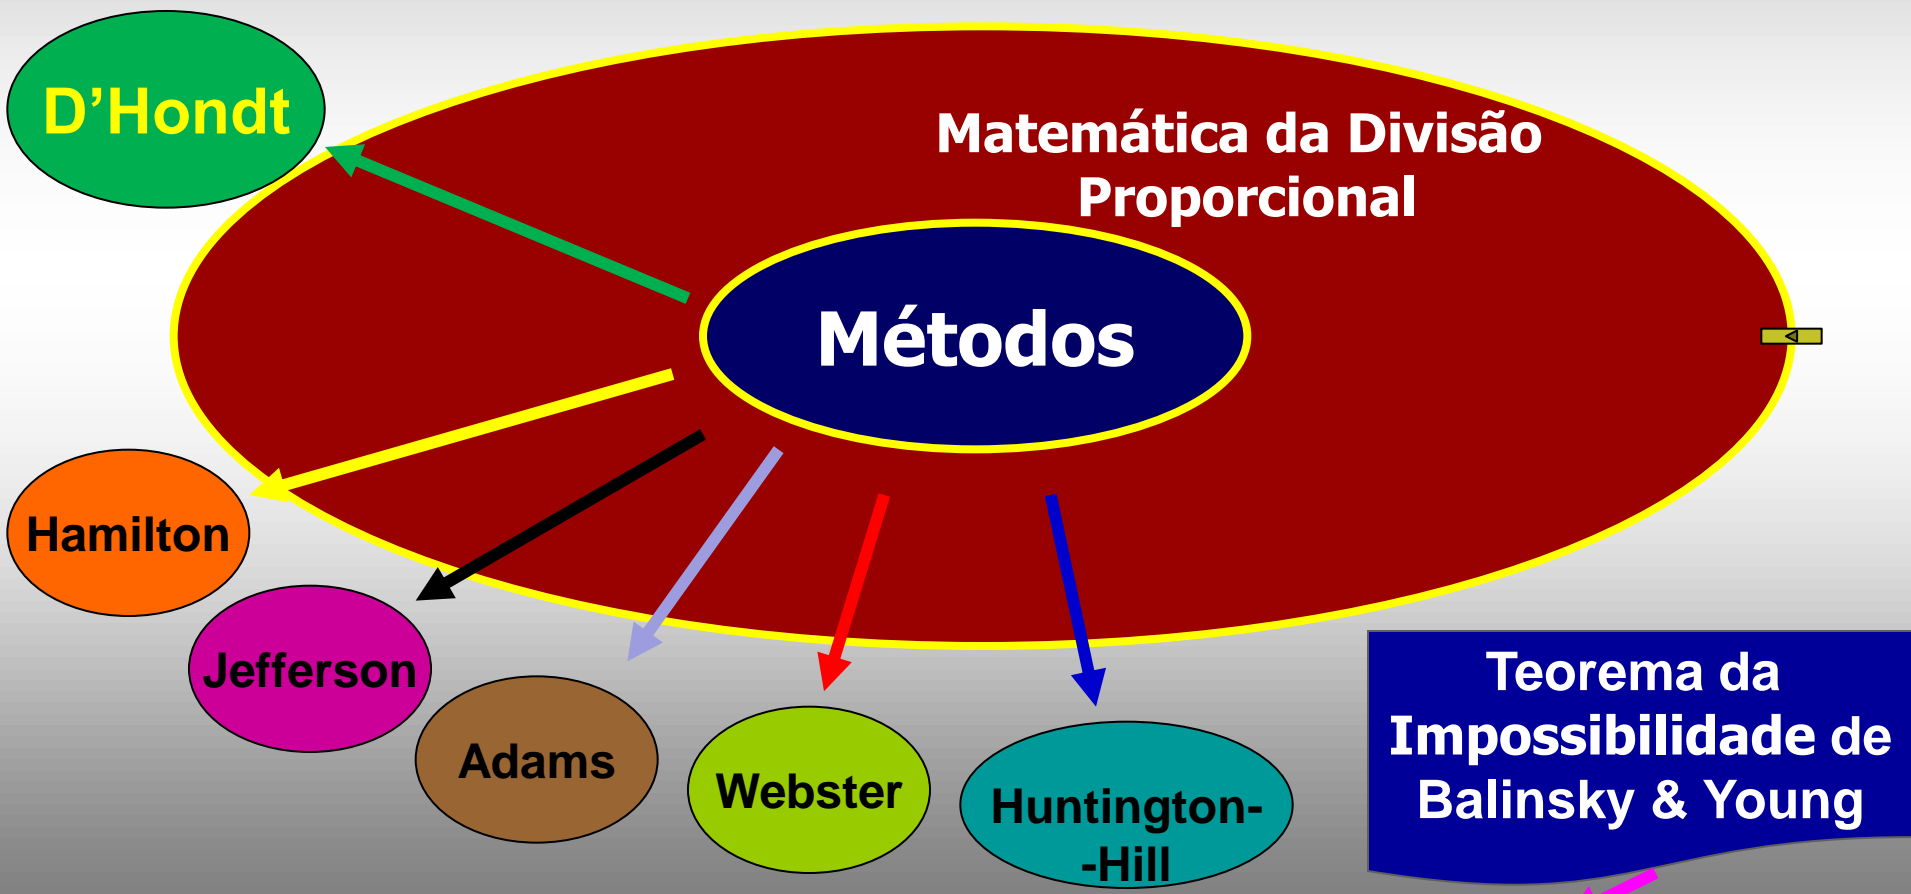 D’Hondt
Matemática da Divisão
Proporcional
Métodos
Hamilton
Jefferson
Adams
Webster
Huntington-
-Hill
Teorema da
Impossibilidade de
Balinsky & Young